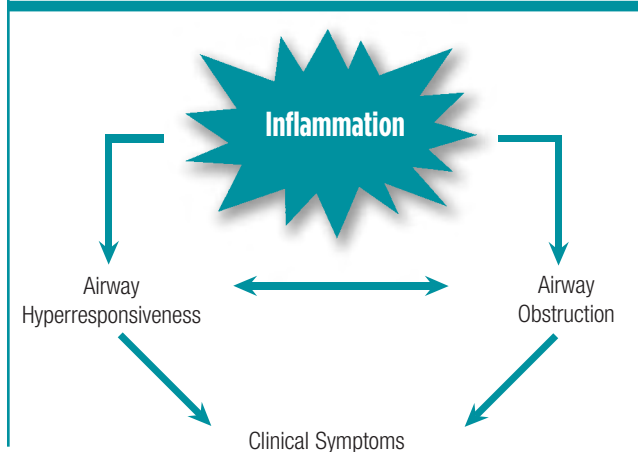 Inflammation
Airway
Hyperresponsiveness
Airway
Obstruction
Clinical Symptoms